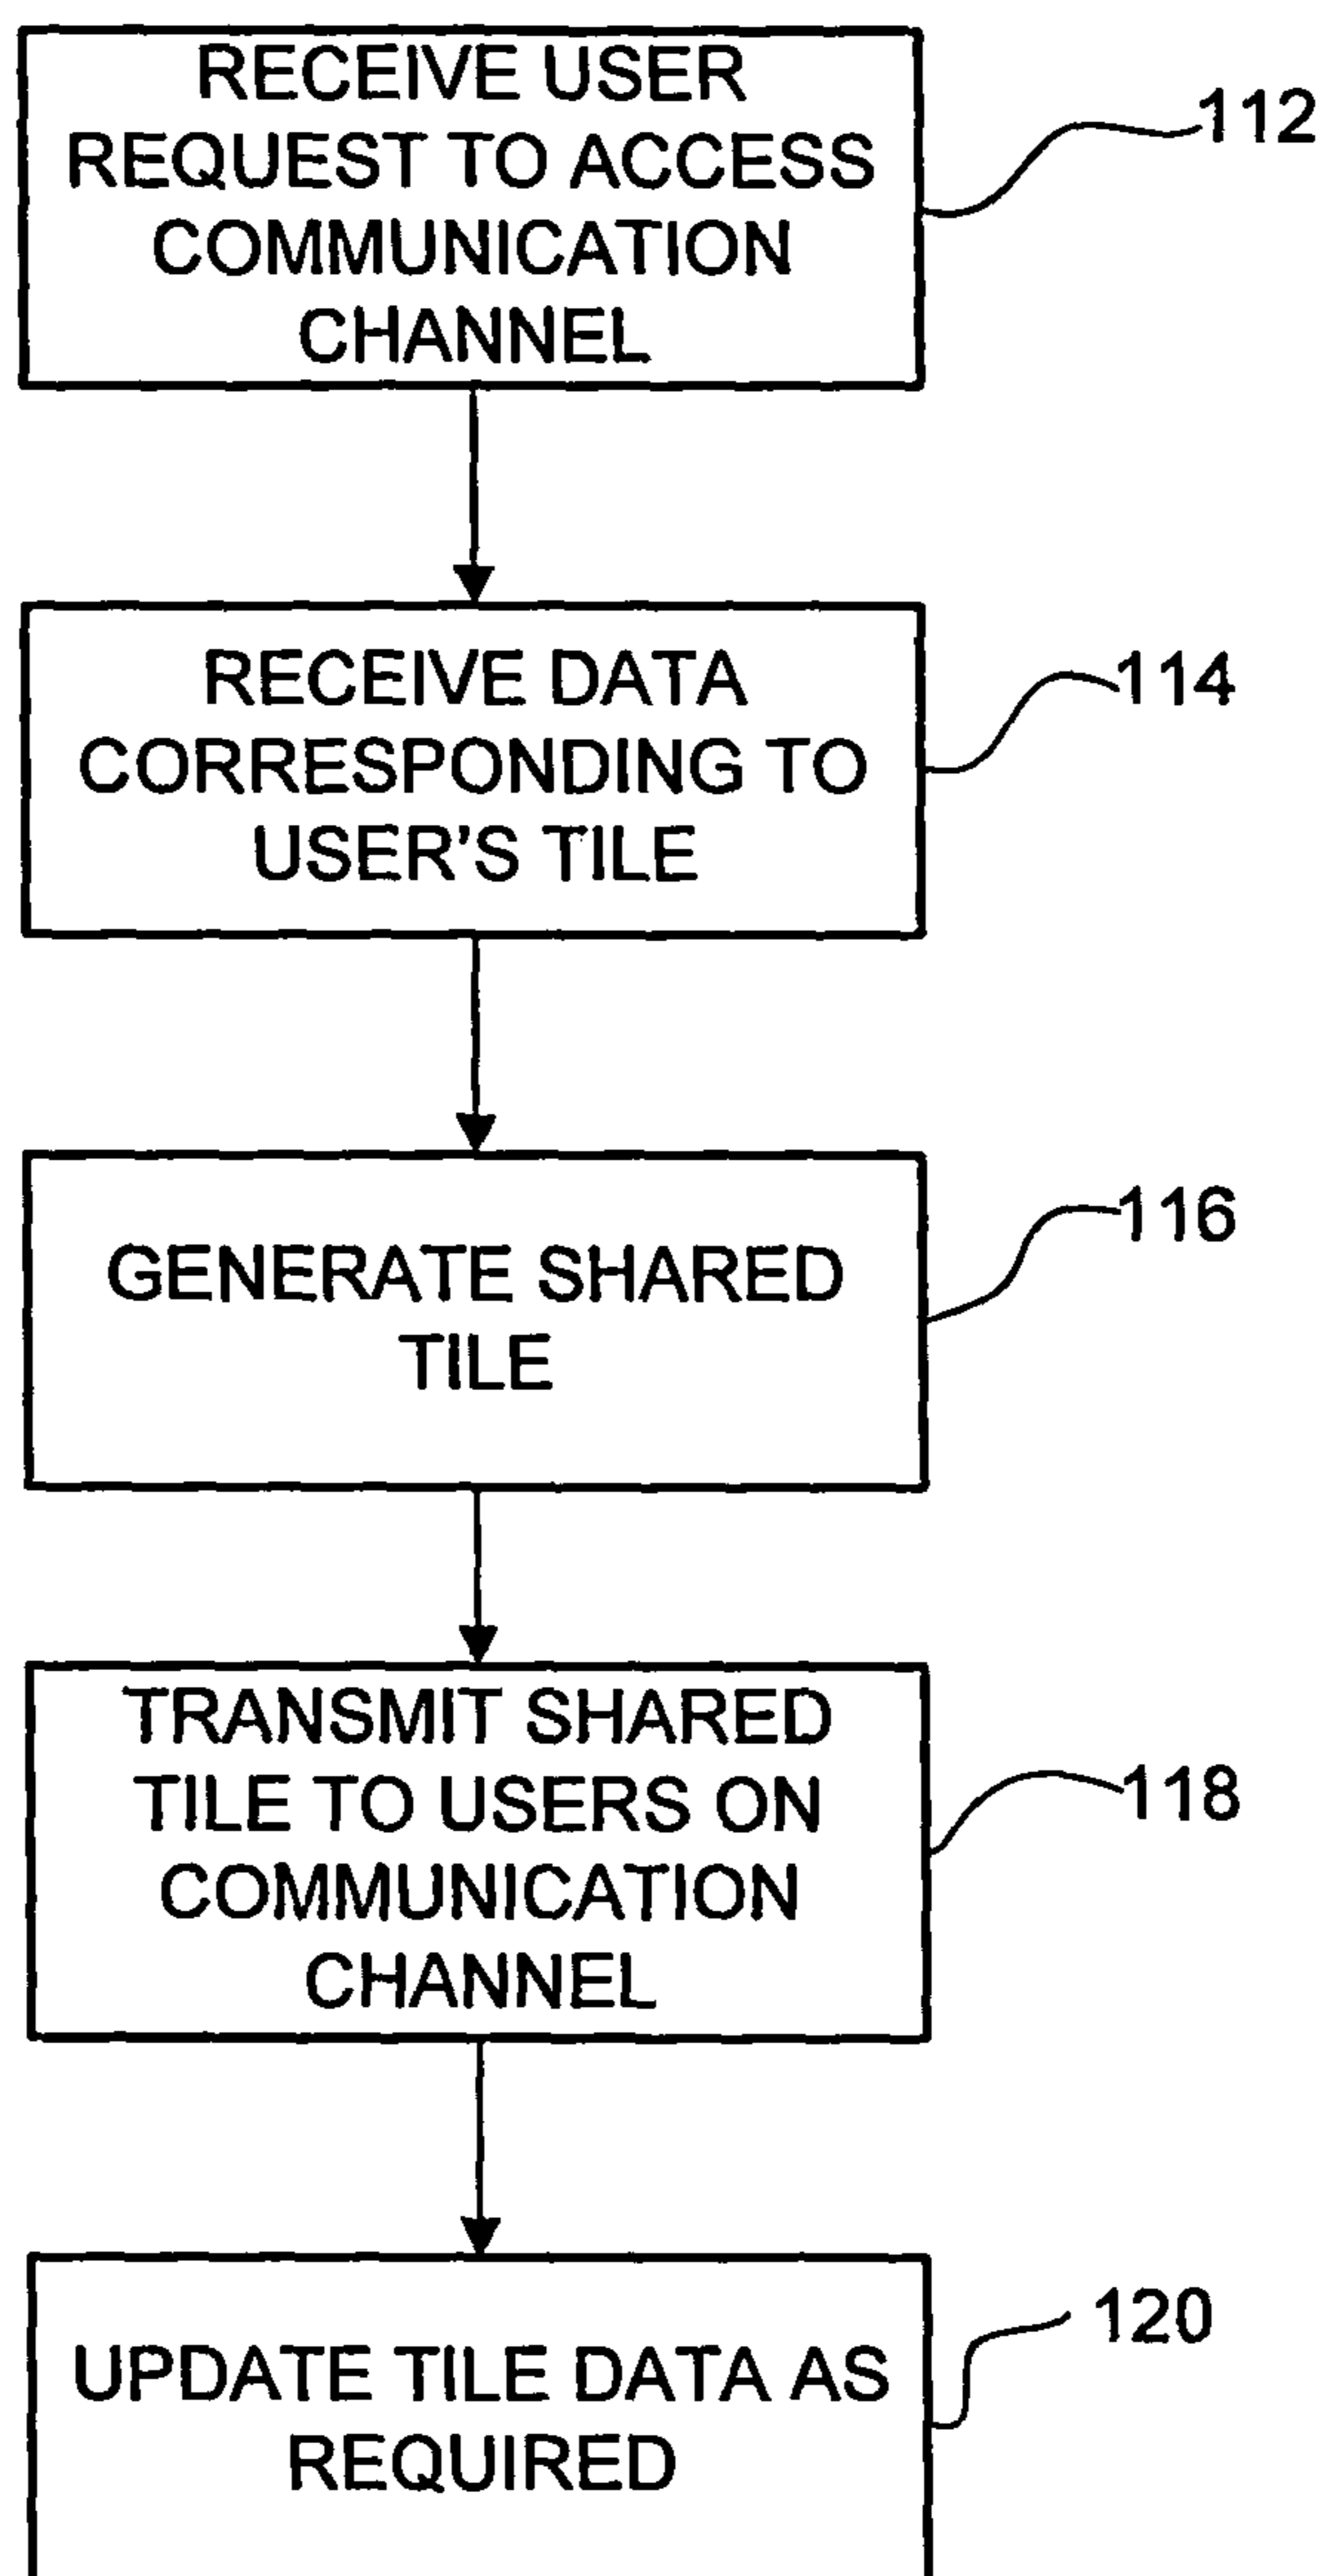 RECEIVE USER
REQUEST TO ACCESS
COMMUNICATION
CHANNEL
112
RECEIVE DATA
CORRESPONDING TO
USER'S TILE
114
GENERATE SHARED
TILE
116
TRANSMIT SHARED
TILE TO USERS ON
COMMUNICATION
CHANNEL
118
UPDATE TILE DATA AS
REQUIRED
120